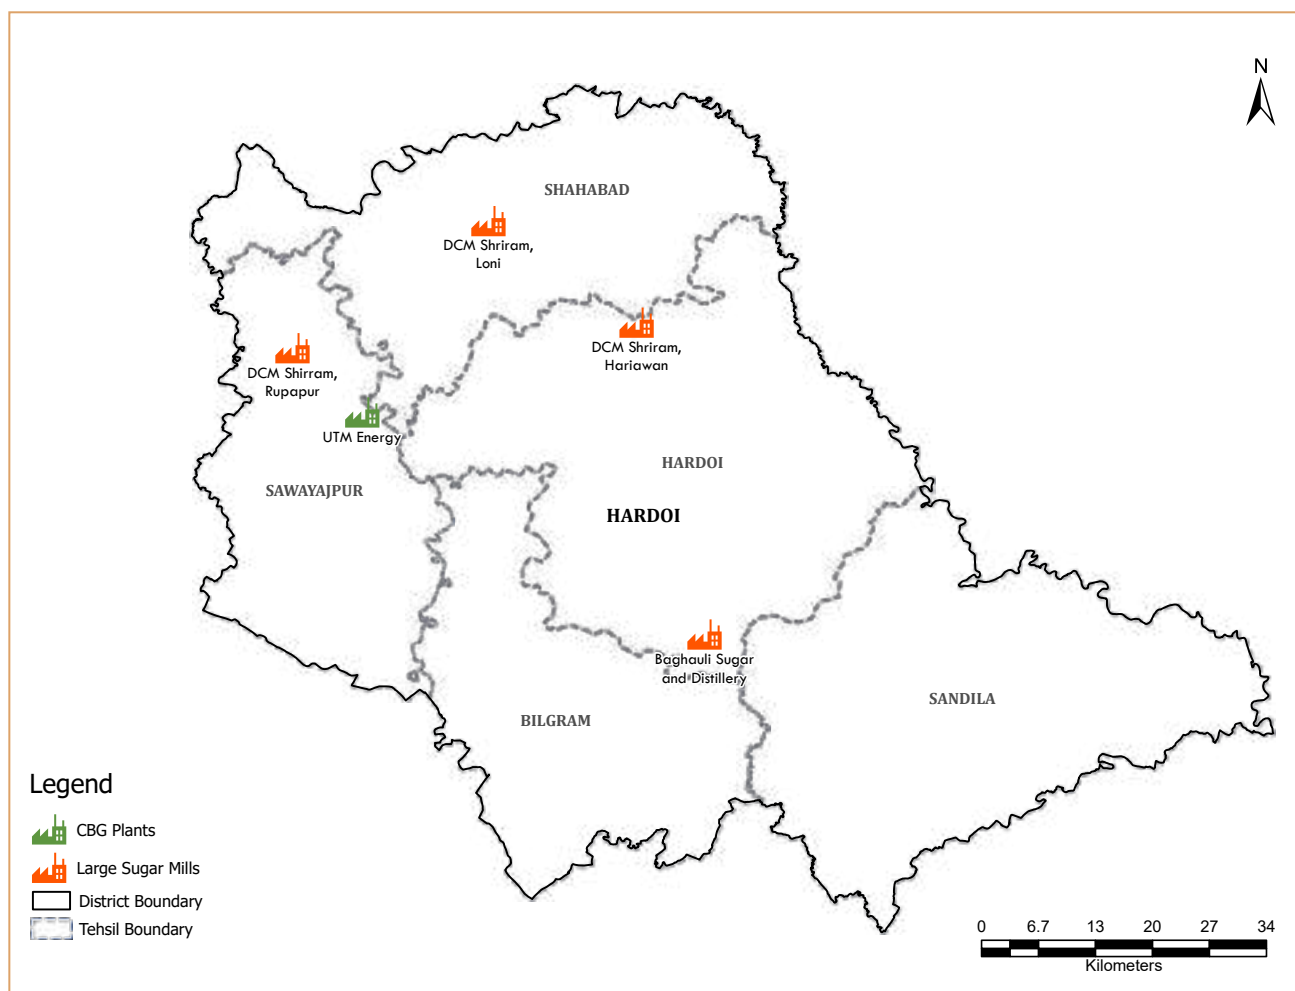 N
SHAHABAD
DCM Shriram,
Loni
DCM Shriram,
Hariawan
DCM Shirram,
Rupapur
UTM Energy
HARDOI
SAWAYAJPUR
HARDOI
Baghauli Sugar
and Distillery
SANDILA
BILGRAM
Legend
CBG Plants
Large Sugar Mills
District Boundary
Tehsil Boundary
0 6.7 13 20 27 34
Kilometers